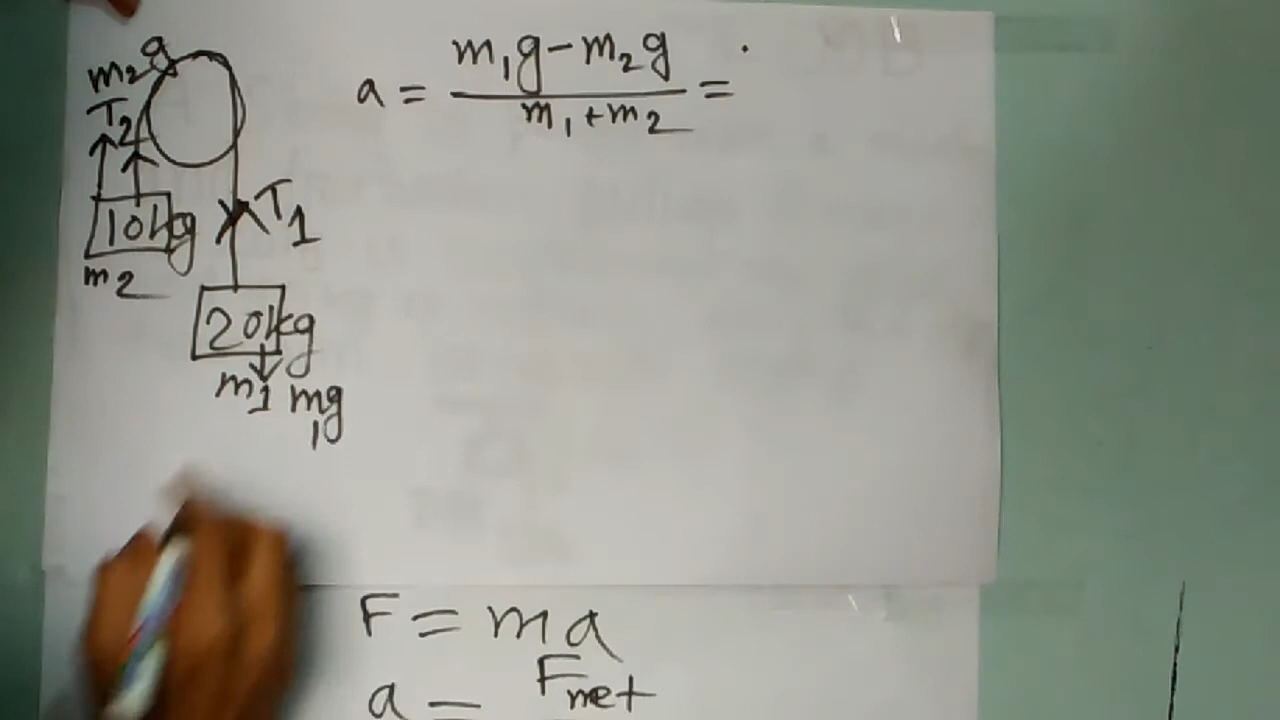 m₂g
T₂
10kg
m₂
T₁
20kg
m₁ m₁g
a = m₁g-m₂g / m₁+m₂ =
F = ma
a = Fnet